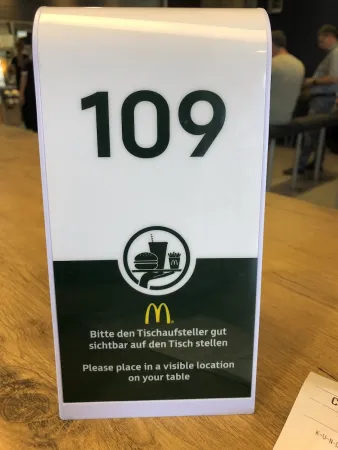 109
Bitte den Tischaufsteller gut
sichtbar auf den Tisch stellen
Please place in a visible location
on your table